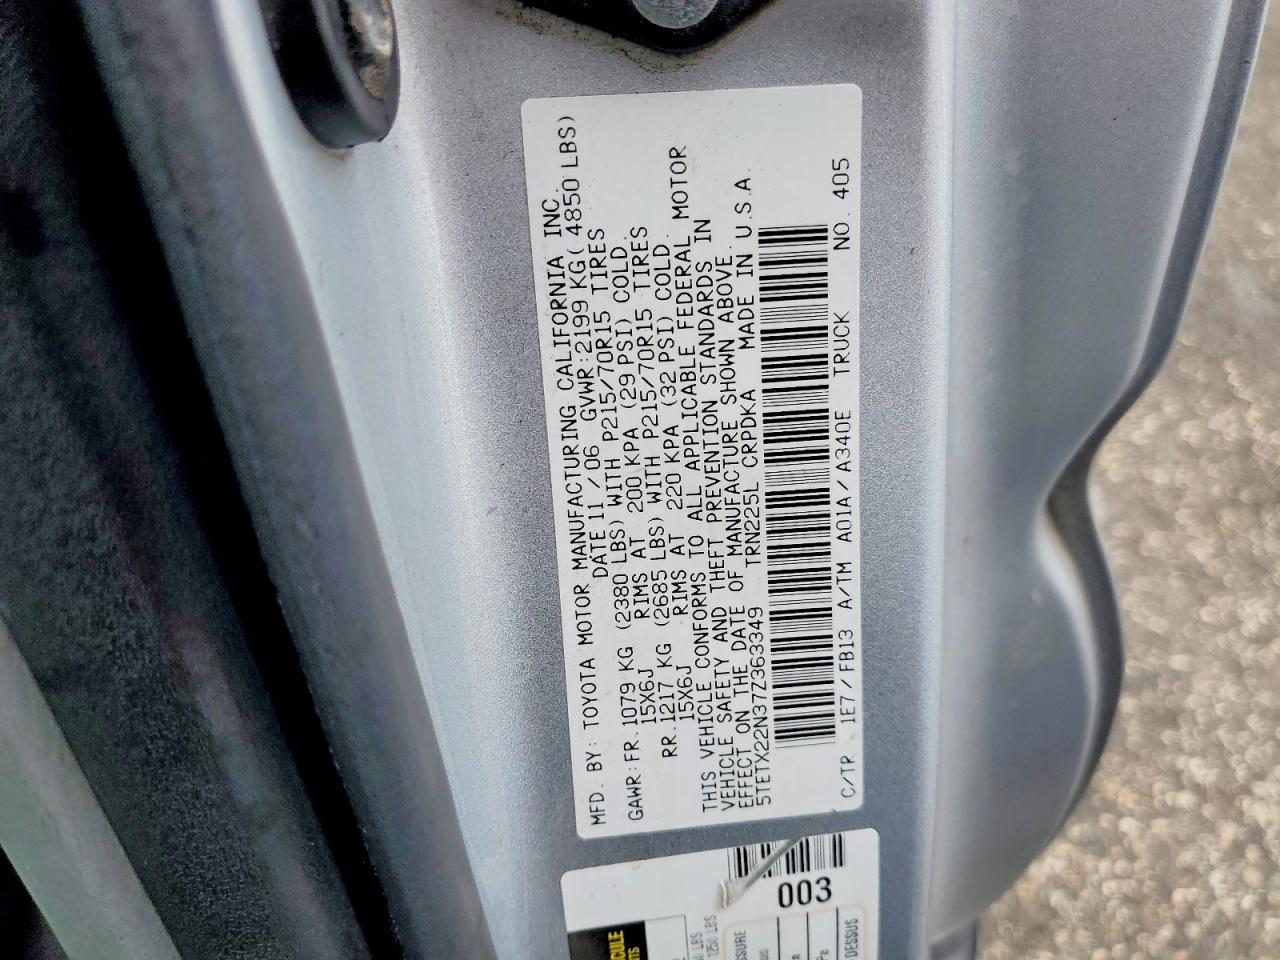 MFD. BY: TOYOTA MOTOR MANUFACTURING CALIFORNIA INC.
DATE 11/06 GVWR: 2199 KG( 4850 LBS)
GAWR: FR. 1079 KG (2380 LBS) WITH P215/70R15 TIRES
15X6J RIMS AT 200 KPA (29 PSI) COLD.
RR. 1217 KG (2685 LBS) WITH P215/70R15 TIRES
15X6J RIMS AT 220 KPA (32 PSI) COLD.
THIS VEHICLE CONFORMS TO ALL APPLICABLE FEDERAL MOTOR
VEHICLE SAFETY AND THEFT PREVENTION STANDARDS IN
EFFECT ON THE DATE OF MANUFACTURE SHOWN ABOVE.
5TETX22N37Z363349 TRN225L CRPDKA MADE IN U.S.A.
C/TR 1E7/FB13 A/TM A01A/A340E TRUCK NO. 405
003
1250 LBS
DESSUS